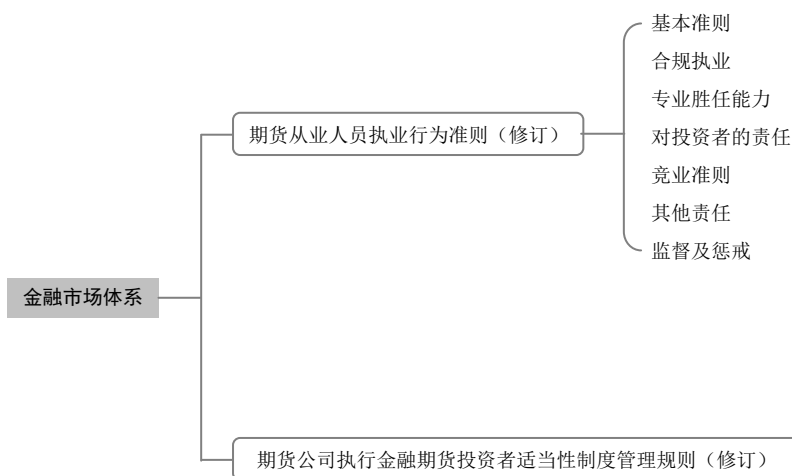 基本准则
合规执业
专业胜任能力
期货从业人员执业行为准则（修订）
对投资者的责任
竞业准则
其他责任
监督及惩戒
金融市场体系
期货公司执行金融期货投资者适当性制度管理规则（修订）